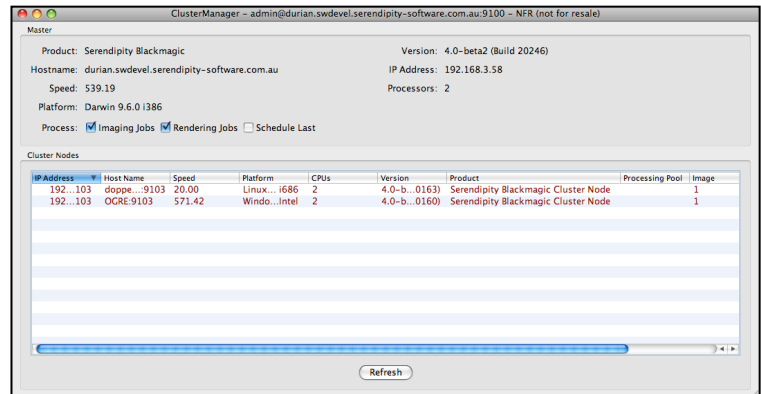 ClusterManager - admin@durian.swdevel.serendipity-software.com.au:9100 - NFR (not for resale)
Master
Product: Serendipity Blackmagic Version: 4.0-beta2 (Build 20246)
Hostname: durian.swdevel.serendipity-software.com.au IP Address: 192.168.3.58
Speed: 539.19 Processors: 2
Platform: Darwin 9.6.0 i386
Process: Imaging Jobs Rendering Jobs Schedule Last
Cluster Nodes
IP Address Host Name Speed Platform CPUs Version Product Processing Pool Image
192...103 doppe...:9103 20.00 Linux... i686 2 4.0-b...0163) Serendipity Blackmagic Cluster Node 1
192...103 OGRE:9103 571.42 Windo...Intel 2 4.0-b...0160) Serendipity Blackmagic Cluster Node 1
Refresh